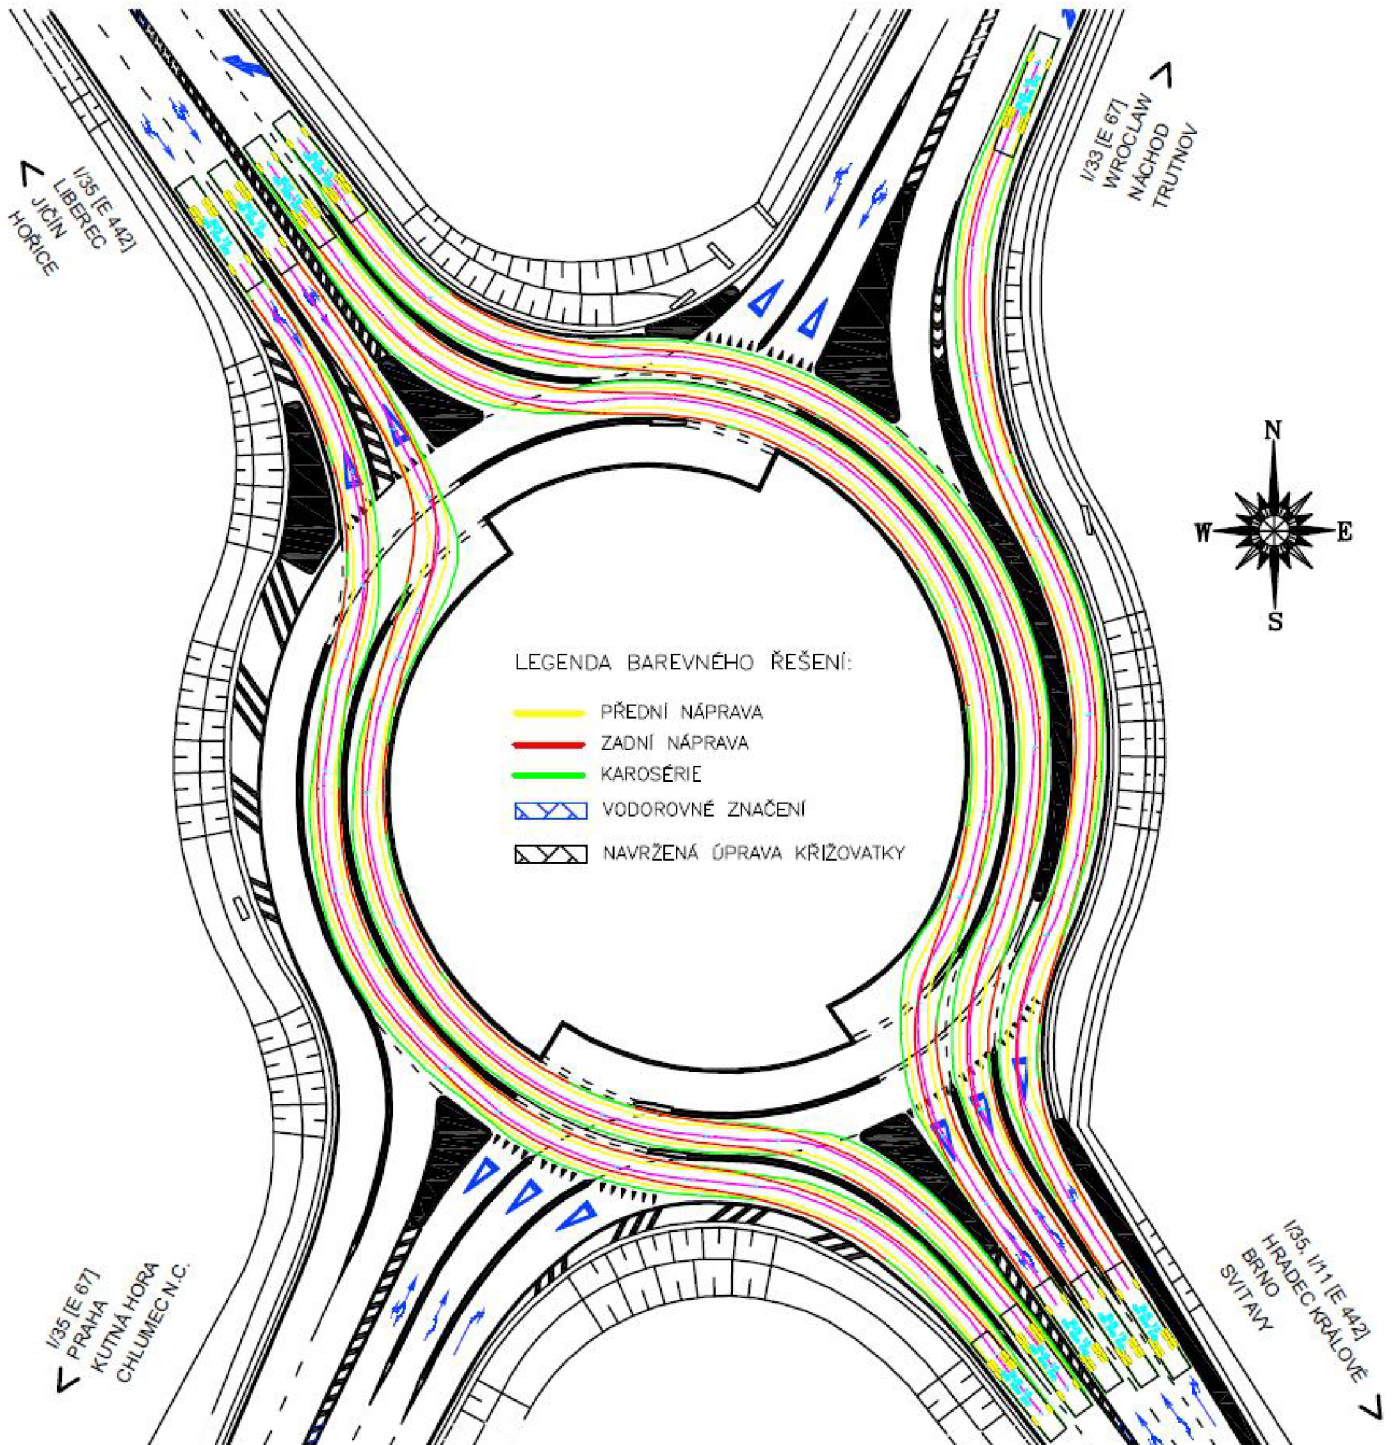 I/35 [E 442]
LIBEREC
JIČÍN
HOŘICE
I/33 [E 67]
WROCLAW
NÁCHOD
TRUTNOV
N
W
E
S
LEGENDA BAREVNÉHO ŘEŠENÍ:
PŘEDNÍ NÁPRAVA
ZADNÍ NÁPRAVA
KAROSÉRIE
VODOROVNÉ ZNAČENÍ
NAVRŽENÁ ÚPRAVA KŘIŽOVATKY
I/35 [E 67]
PRAHA
KUTNÁ HORA
CHLUMEC N.C.
I/35, I/11 [E 442]
HRADEC KRÁLOVÉ
BRNO
SVITAVY